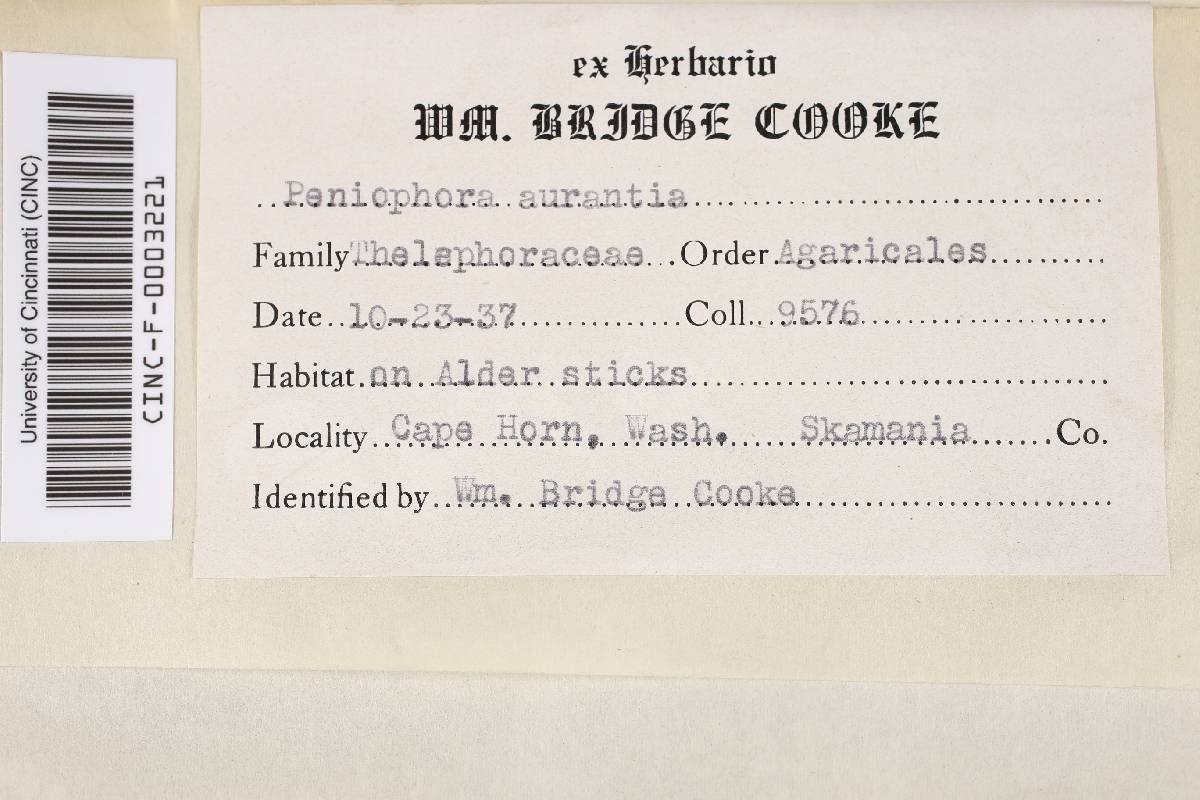 University of Cincinnati (CINC)
CINC-F-0003221
ex Herbario
WM. BRIDGE COOKE
Peniophora aurantia
Family Thelephoraceae Order Agaricales
Date 10-23-37 Coll. 9576
Habitat on Alder sticks
Locality Cape Horn, Wash. Skamania Co.
Identified by Wm. Bridge Cooke